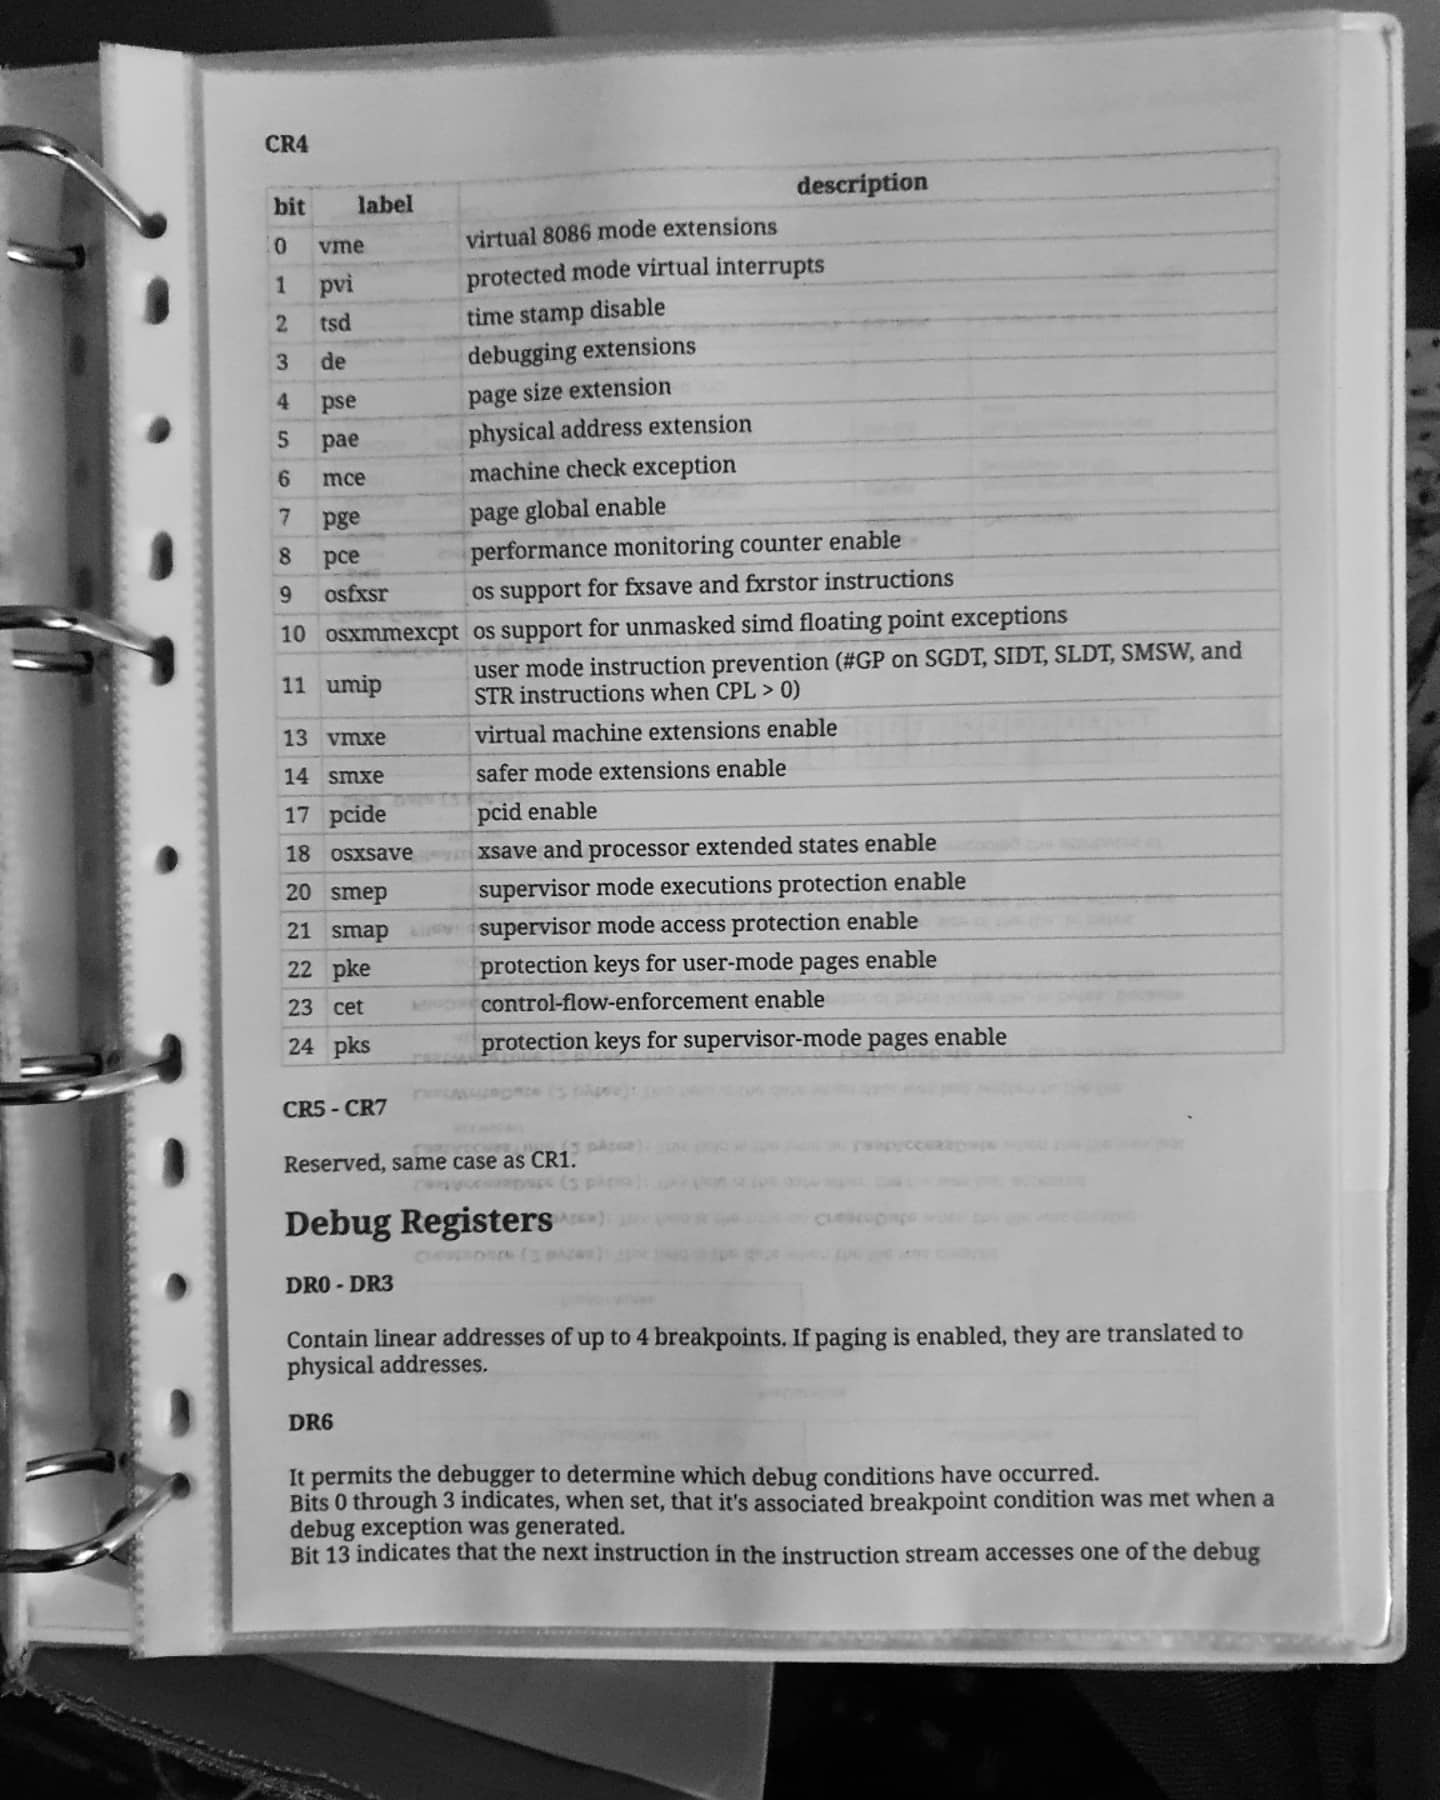 CR4
bit label description
0 vme virtual 8086 mode extensions
1 pvi protected mode virtual interrupts
2 tsd time stamp disable
3 de debugging extensions
4 pse page size extension
5 pae physical address extension
6 mce machine check exception
7 pge page global enable
8 pce performance monitoring counter enable
9 osfxsr os support for fxsave and fxrstor instructions
10 osxmmexcpt os support for unmasked simd floating point exceptions
11 umip user mode instruction prevention (#GP on SGDT, SIDT, SLDT, SMSW, and
STR instructions when CPL > 0)
13 vmxe virtual machine extensions enable
14 smxe safer mode extensions enable
17 pcide pcid enable
18 osxsave xsave and processor extended states enable
20 smep supervisor mode executions protection enable
21 smap supervisor mode access protection enable
22 pke protection keys for user-mode pages enable
23 cet control-flow-enforcement enable
24 pks protection keys for supervisor-mode pages enable
CR5 - CR7
Reserved, same case as CR1.
Debug Registers
DR0 - DR3
Contain linear addresses of up to 4 breakpoints. If paging is enabled, they are translated to
physical addresses.
DR6
It permits the debugger to determine which debug conditions have occurred.
Bits 0 through 3 indicates, when set, that it's associated breakpoint condition was met when a
debug exception was generated.
Bit 13 indicates that the next instruction in the instruction stream accesses one of the debug